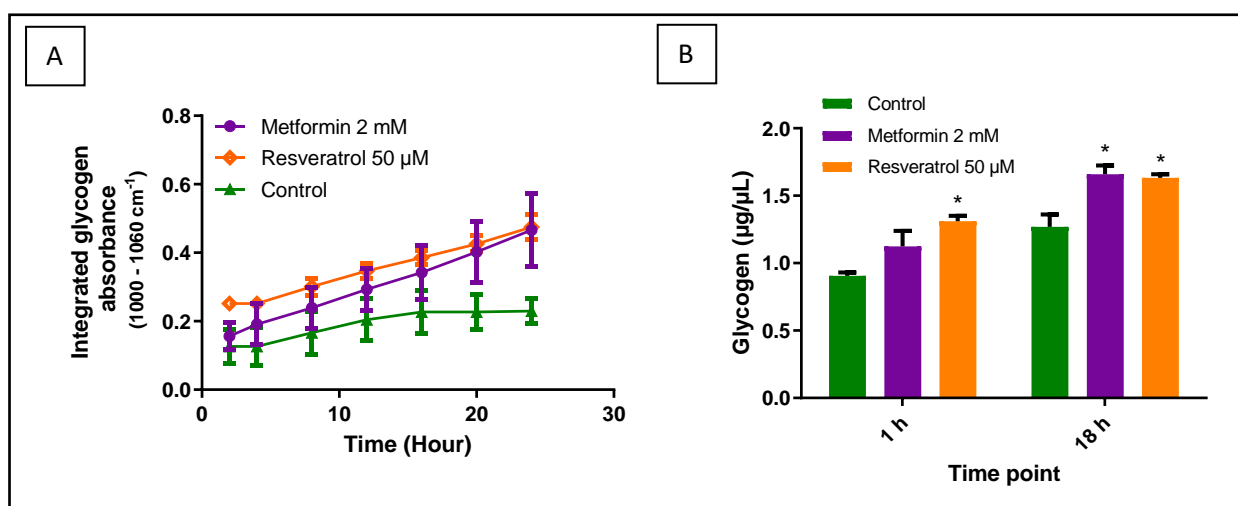 A
Integrated glycogen
absorbance
(1000 - 1060 cm⁻¹)
0.8
0.6
0.4
0.2
0.0
Metformin 2 mM
Resveratrol 50 µM
Control
0
10
20
30
Time (Hour)
B
Control
Metformin 2 mM
Resveratrol 50 µM
Glycogen (µg/µL)
2.0
1.5
1.0
0.5
0.0
*
*
*
1 h
18 h
Time point